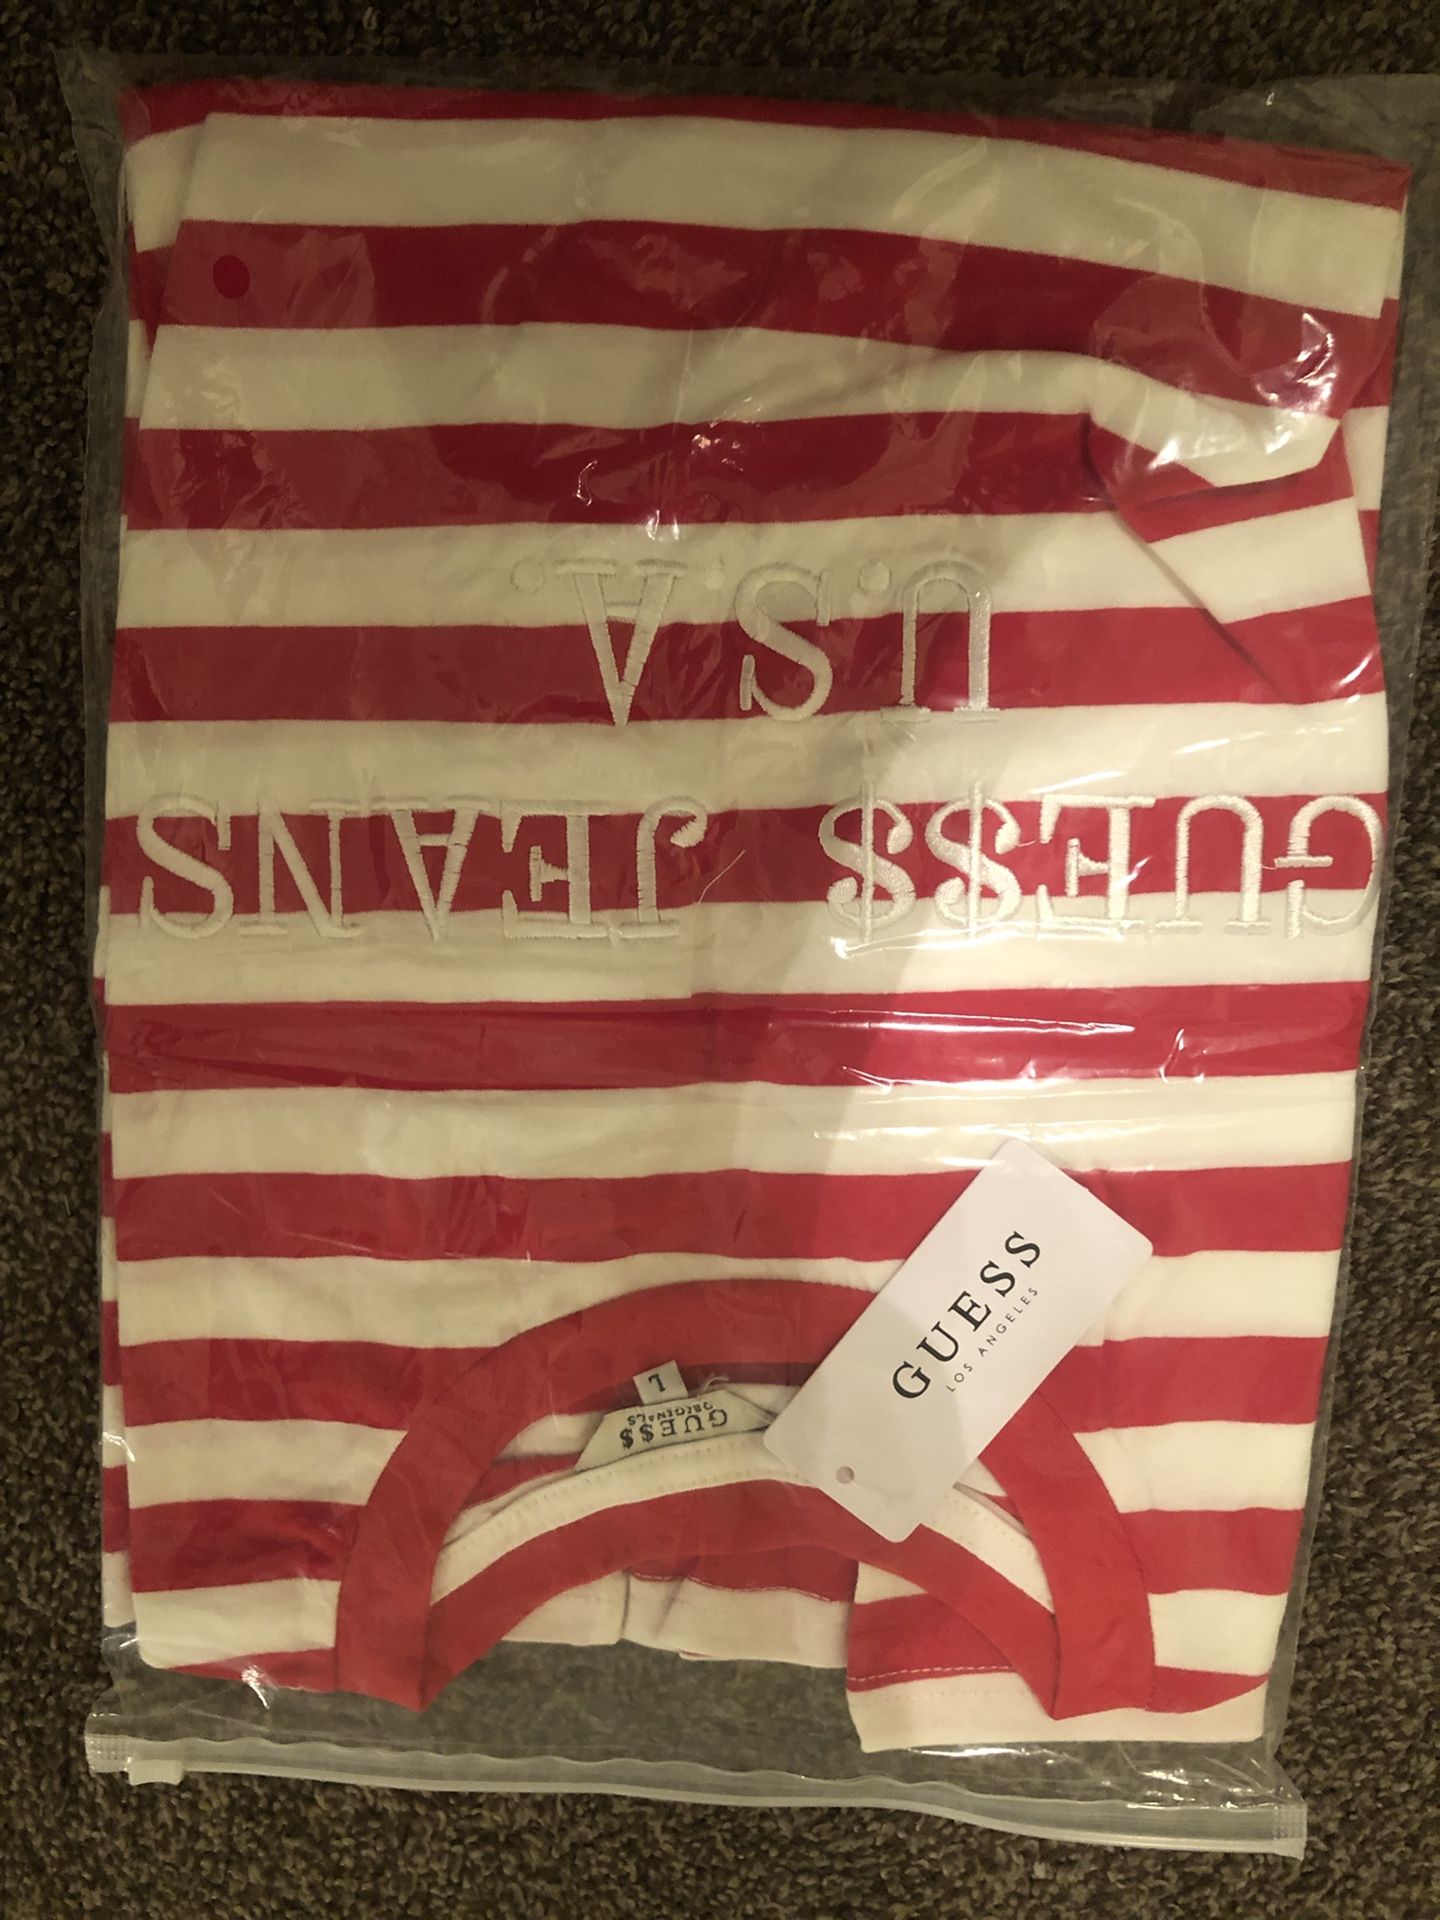 GUE$$ JEANS
U.S.A.
GUESS
LOS ANGELES
GUE$$
ORIGINALS
L